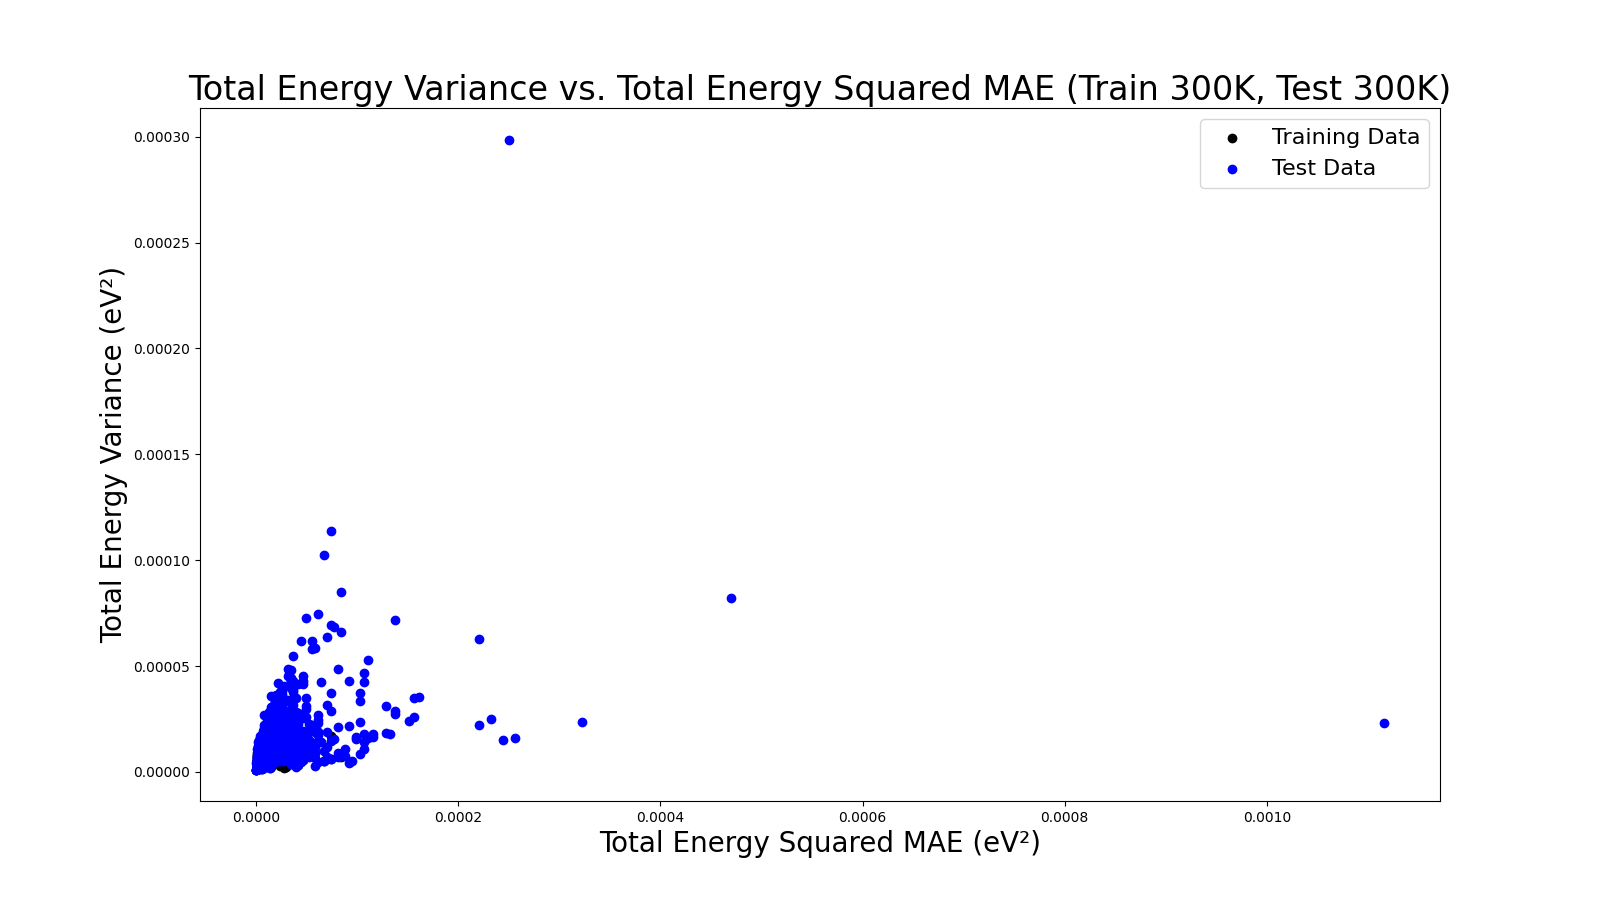 Total Energy Variance vs. Total Energy Squared MAE (Train 300K, Test 300K)
Training Data
Test Data
Total Energy Variance (eV²)
0.00030
0.00025
0.00020
0.00015
0.00010
0.00005
0.00000
0.0000 0.0002 0.0004 0.0006 0.0008 0.0010
Total Energy Squared MAE (eV²)